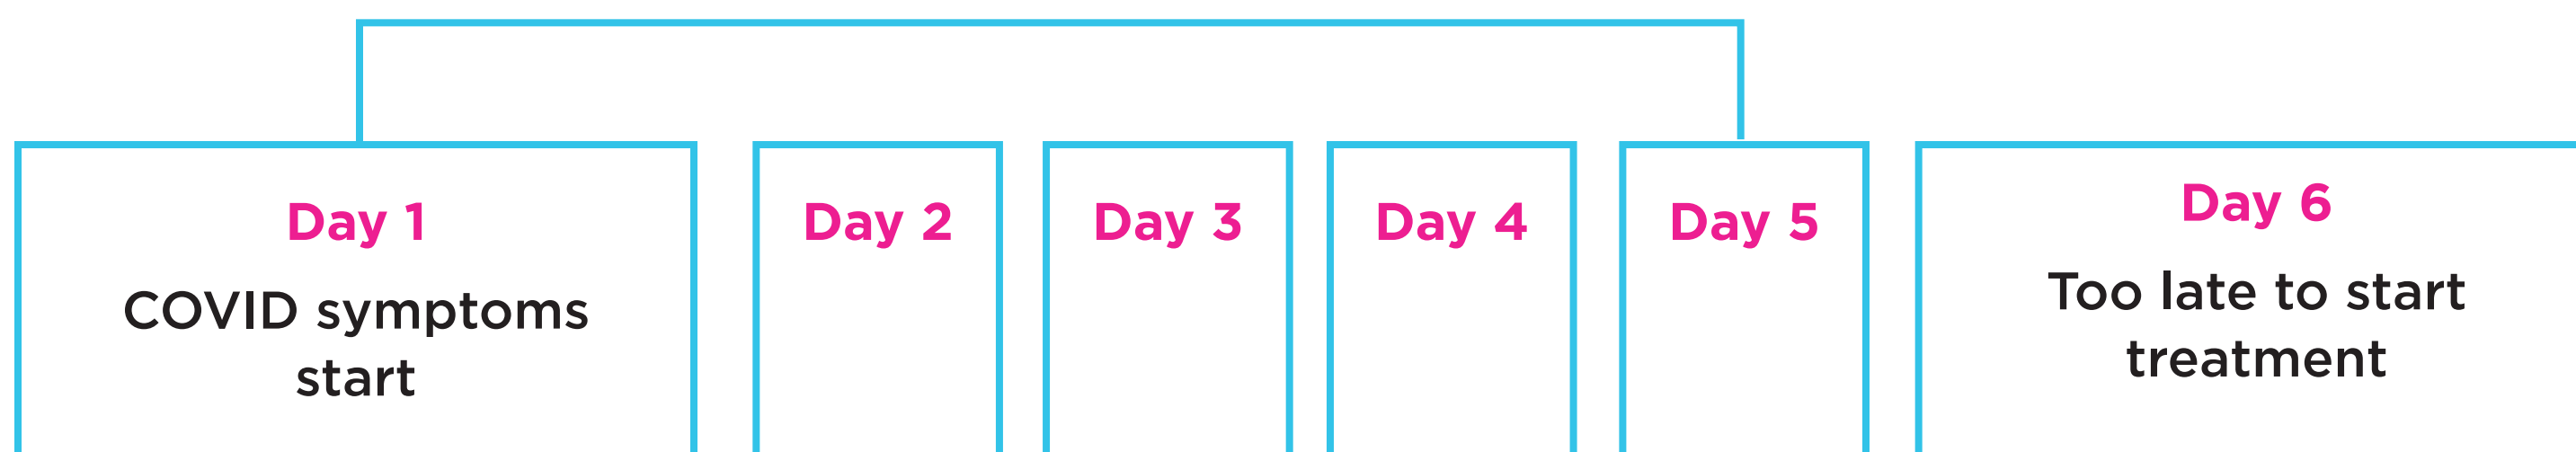 Day 1
COVID symptoms
start
Day 2
Day 3
Day 4
Day 5
Day 6
Too late to start
treatment